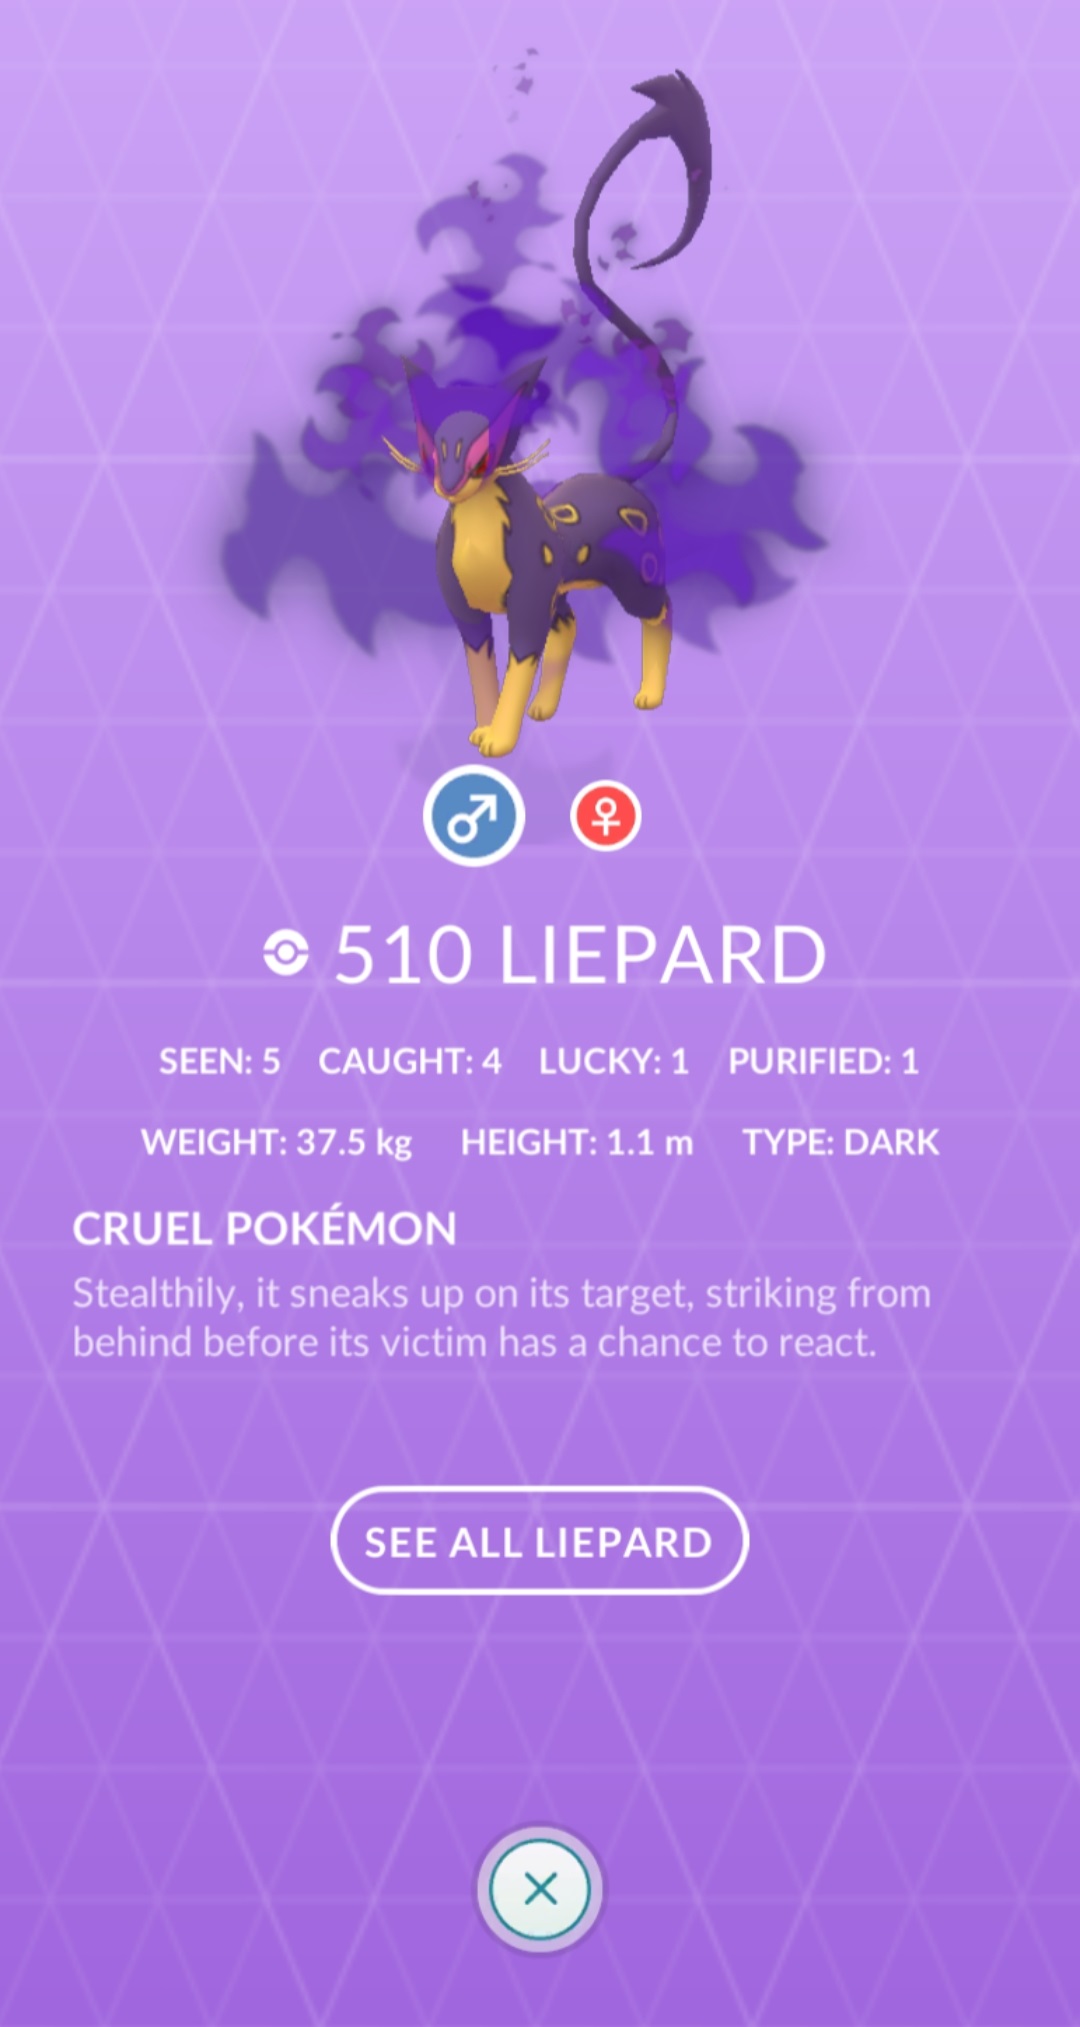 510 LIEPARD
SEEN: 5 CAUGHT: 4 LUCKY: 1 PURIFIED: 1
WEIGHT: 37.5 kg HEIGHT: 1.1 m TYPE: DARK
CRUEL POKÉMON
Stealthily, it sneaks up on its target, striking from
behind before its victim has a chance to react.
SEE ALL LIEPARD